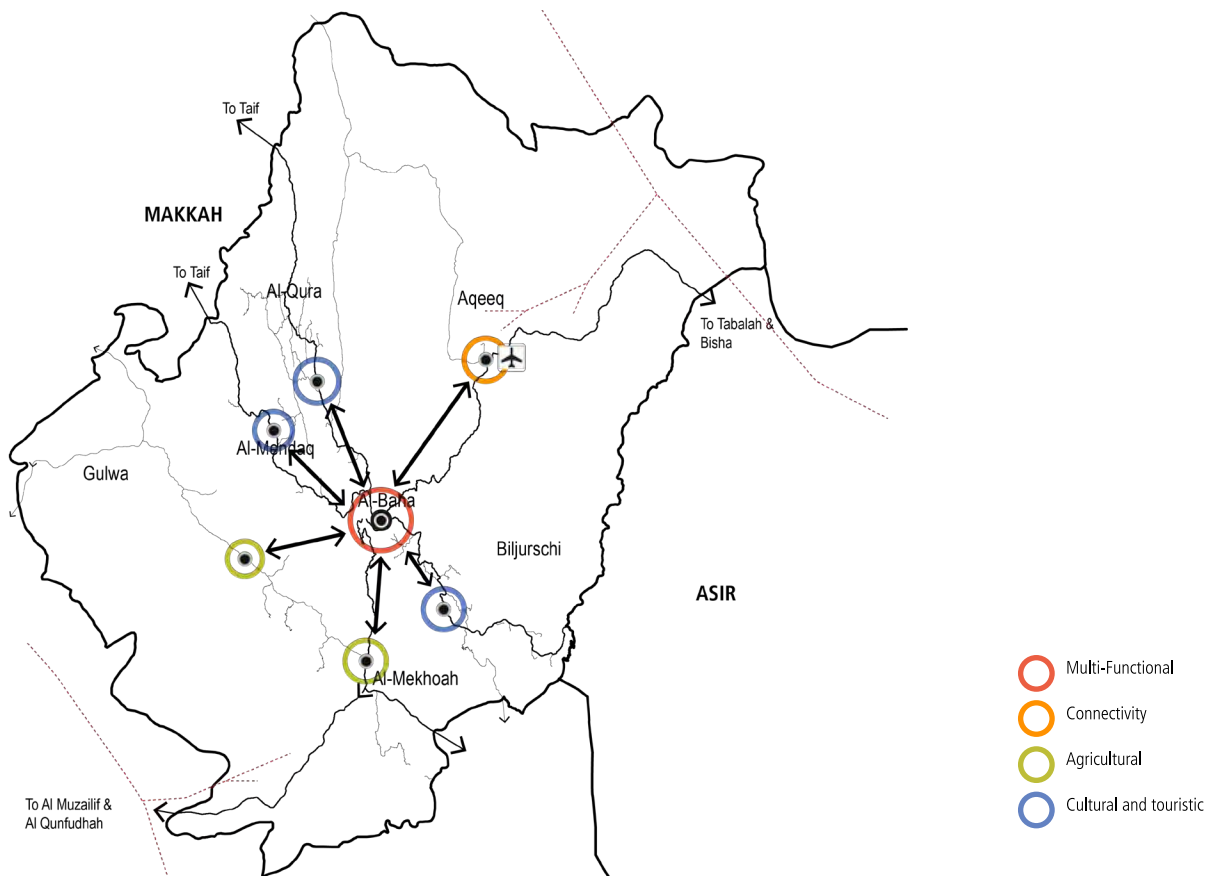 To Taif
MAKKAH
To Taif
Al-Qura
Aqeeq
To Tabalah &
Bisha
Al-Mendaq
Gulwa
Al-Baha
Biljurschi
ASIR
Al-Mekhoah
To Al Muzailif &
Al Qunfudhah
Multi-Functional
Connectivity
Agricultural
Cultural and touristic